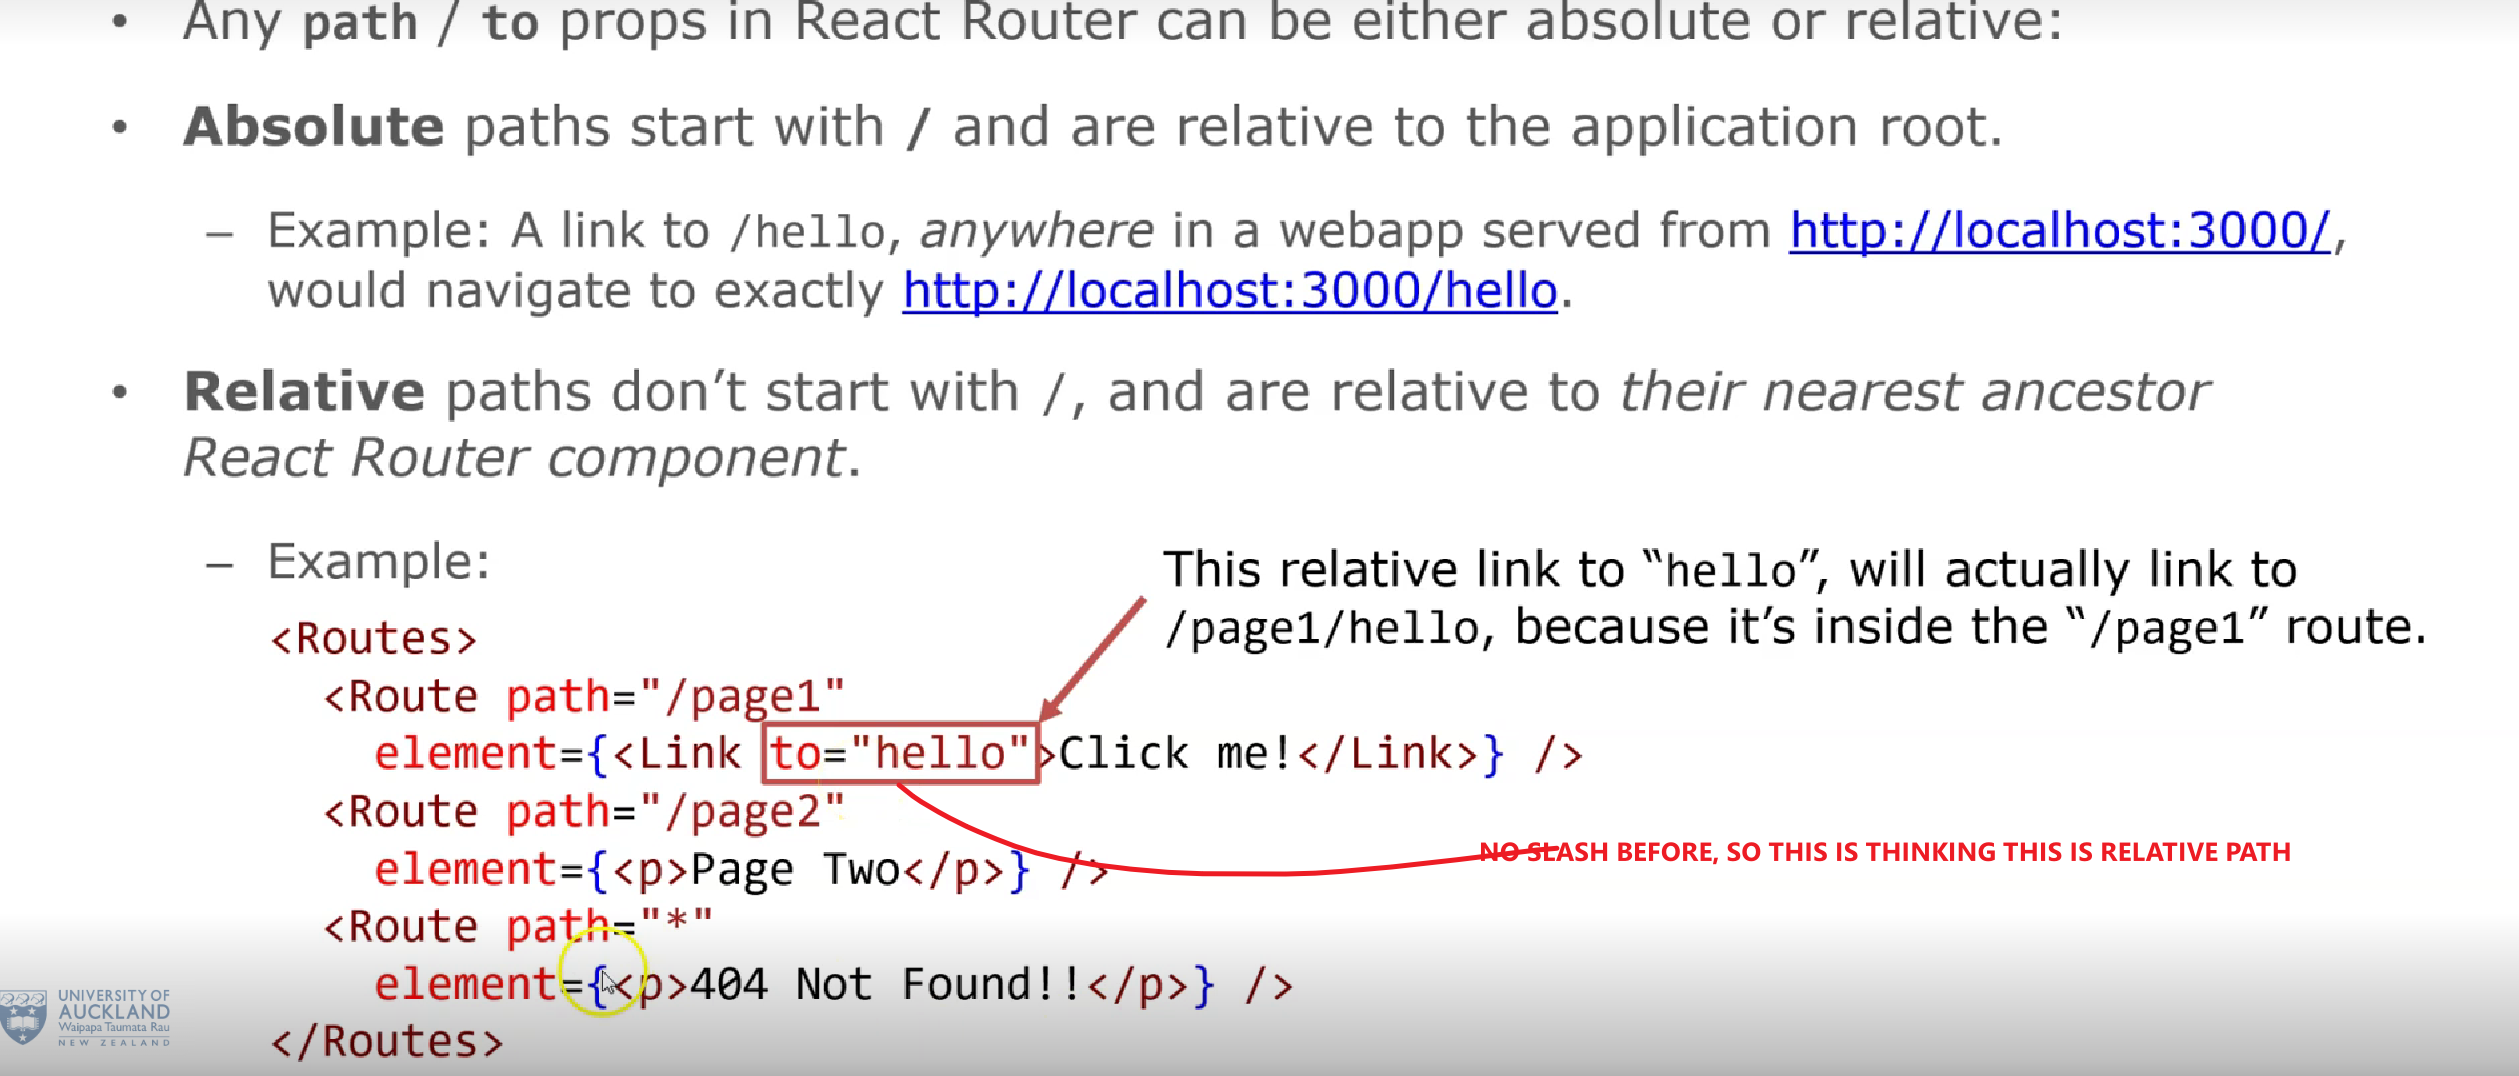 • Any path / to props in React Router can be either absolute or relative:
• Absolute paths start with / and are relative to the application root.
– Example: A link to /hello, anywhere in a webapp served from http://localhost:3000/,
would navigate to exactly http://localhost:3000/hello.
• Relative paths don’t start with /, and are relative to their nearest ancestor
React Router component.
– Example:
This relative link to “hello”, will actually link to
/page1/hello, because it’s inside the “/page1” route.
<Routes>
<Route path="/page1"
element={<Link to="hello">Click me!</Link>} />
<Route path="/page2"
element={<p>Page Two</p>} />
NO SLASH BEFORE, SO THIS IS THINKING THIS IS RELATIVE PATH
<Route path="*"
element={<p>404 Not Found!!</p>} />
</Routes>
UNIVERSITY OF
AUCKLAND
Waipapa Taumata Rau
NEW ZEALAND